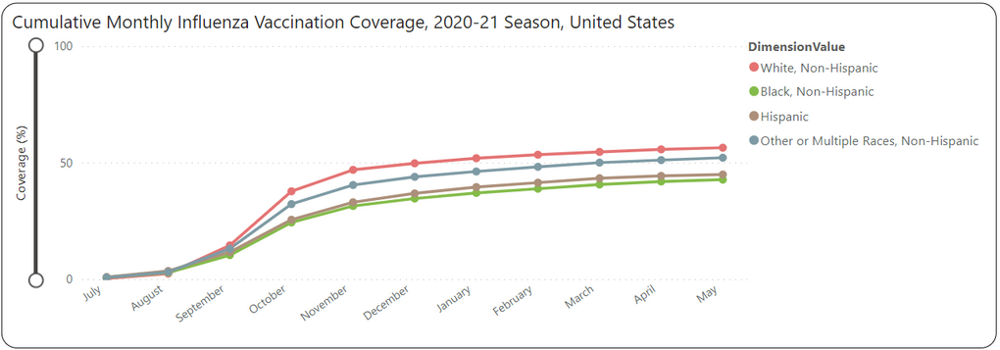 Cumulative Monthly Influenza Vaccination Coverage, 2020-21 Season, United States
DimensionValue
White, Non-Hispanic
Black, Non-Hispanic
Hispanic
Other or Multiple Races, Non-Hispanic
Coverage (%)
100
50
0
July
August
September
October
November
December
January
February
March
April
May